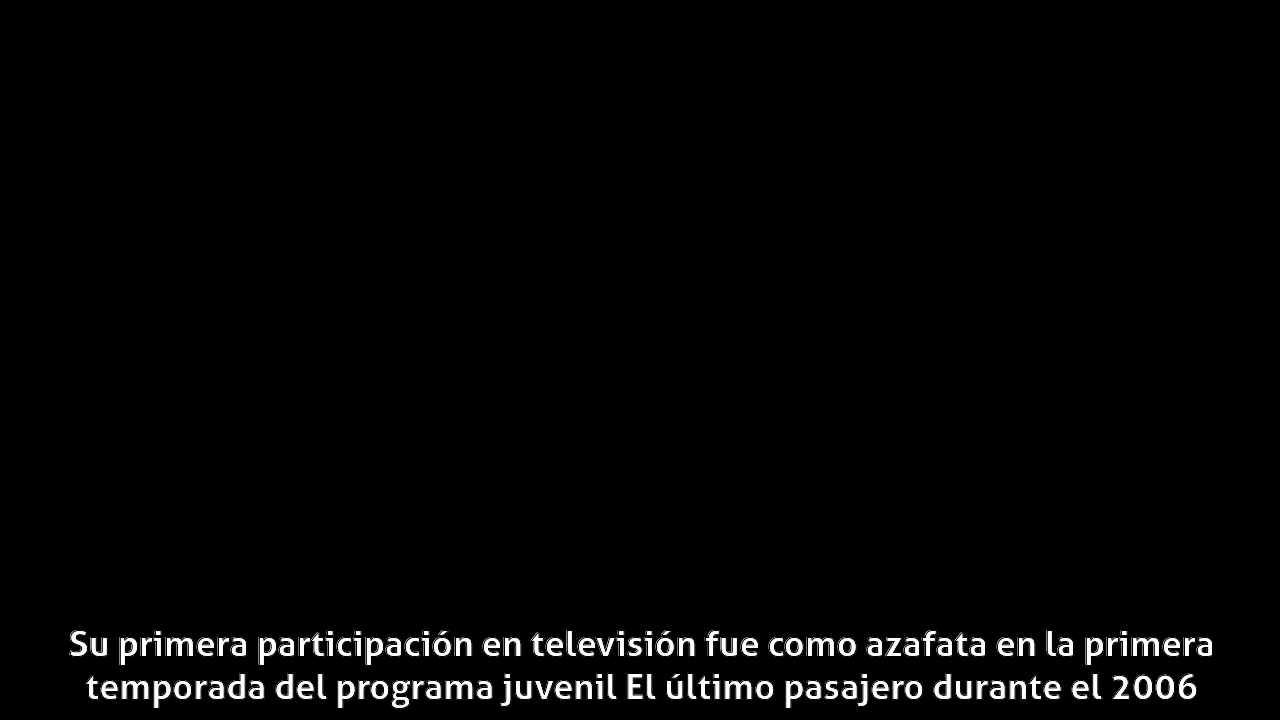 Su primera participación en televisión fue como azafata en la primera
temporada del programa juvenil El último pasajero durante el 2006